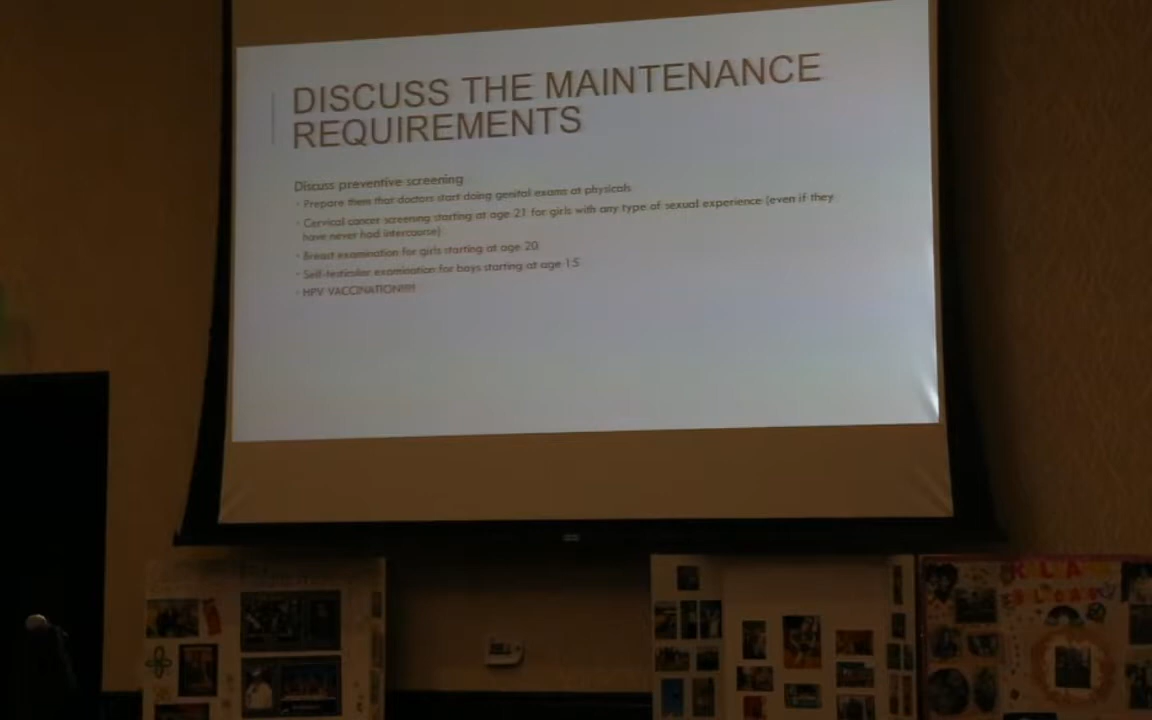 DISCUSS THE MAINTENANCE
REQUIREMENTS
Discuss preventive screening
Prepare them that doctors start doing genital exams at physicals
Cervical cancer screening starting at age 21 for girls with any type of sexual experience (even if they
have never had intercourse)
Breast examination for girls starting at age 20
Self-testicular examination for boys starting at age 15
HPV VACCINATION!!!!